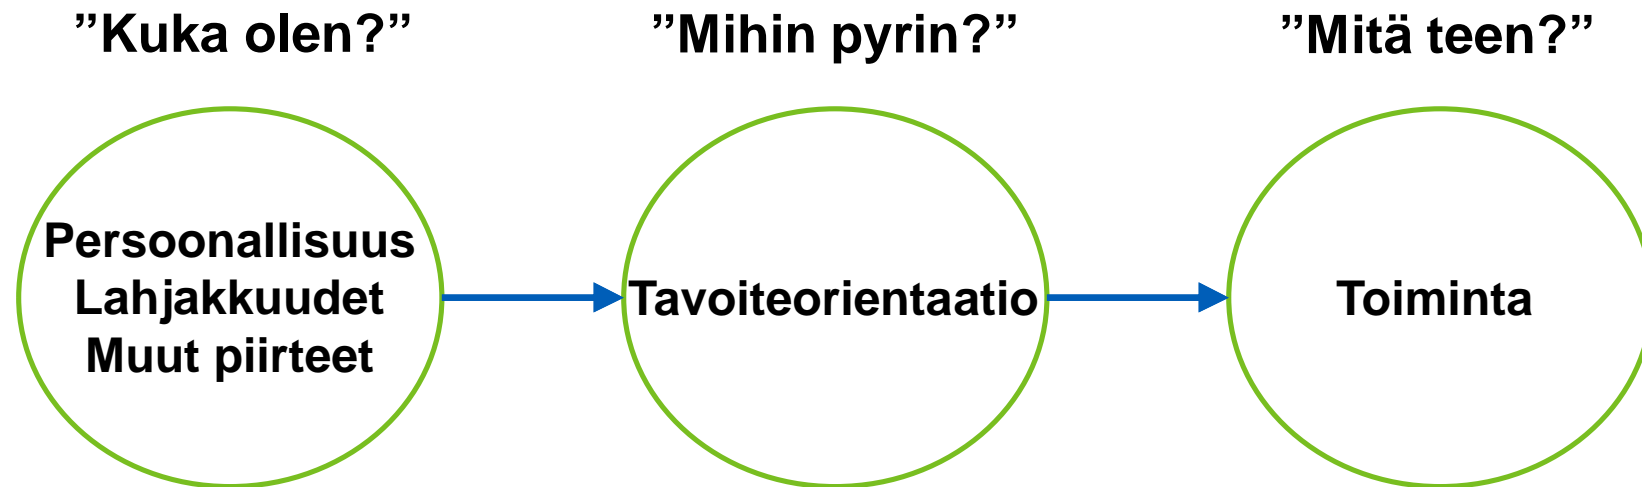 ”Kuka olen?”
”Mihin pyrin?”
”Mitä teen?”
Persoonallisuus
Lahjakkuudet
Muut piirteet
Tavoiteorientaatio
Toiminta